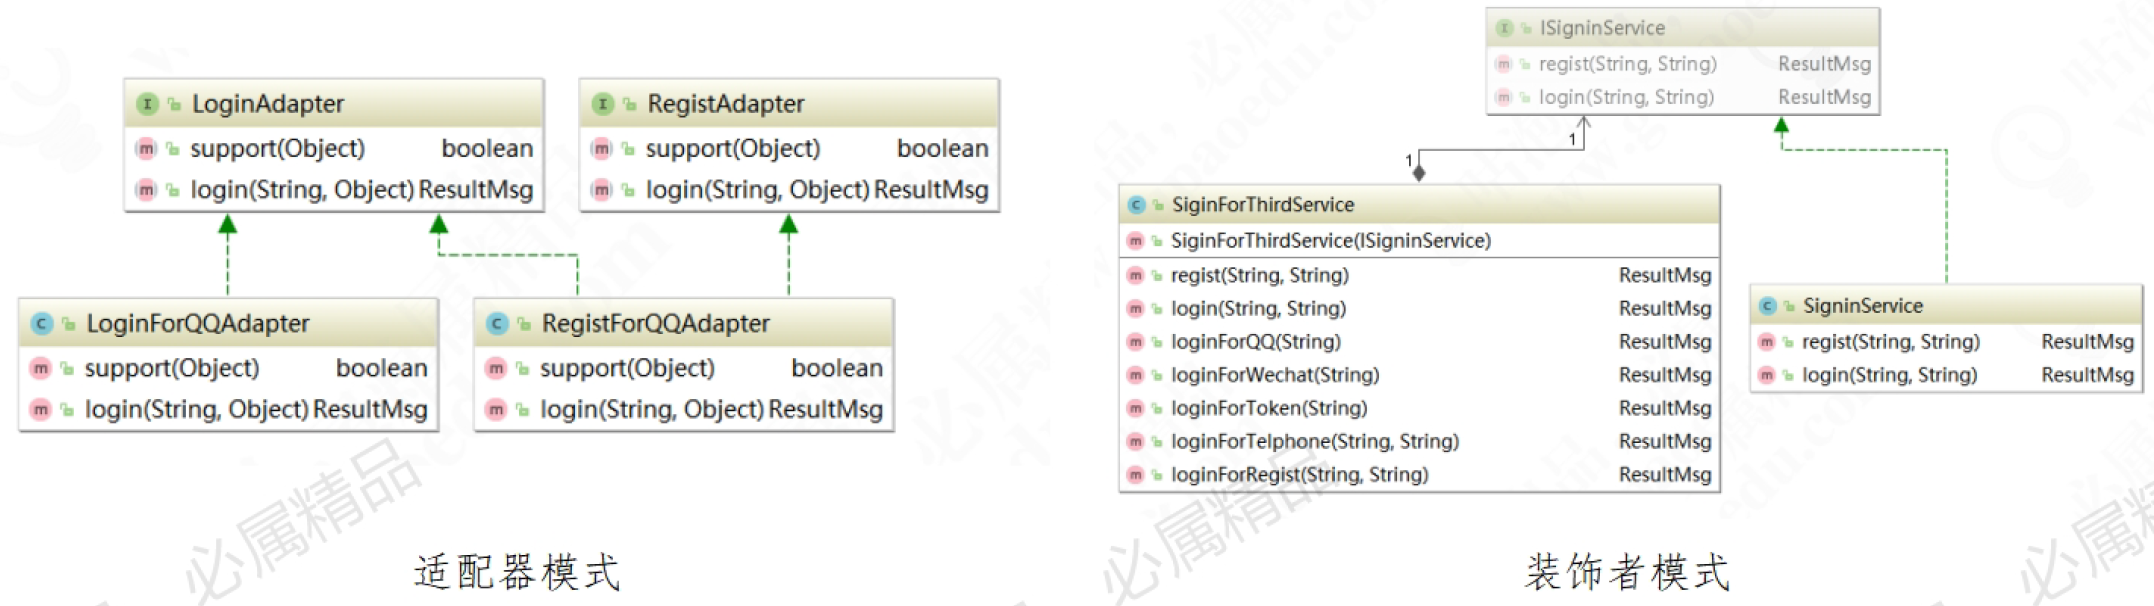 LoginAdapter
support(Object) boolean
login(String, Object) ResultMsg
RegistAdapter
support(Object) boolean
login(String, Object) ResultMsg
LoginForQQAdapter
support(Object) boolean
login(String, Object) ResultMsg
RegistForQQAdapter
support(Object) boolean
login(String, Object) ResultMsg
适配器模式
ISigninService
regist(String, String) ResultMsg
login(String, String) ResultMsg
1
1
SiginForThirdService
SiginForThirdService(ISigninService)
regist(String, String) ResultMsg
login(String, String) ResultMsg
loginForQQ(String) ResultMsg
loginForWechat(String) ResultMsg
loginForToken(String) ResultMsg
loginForTelphone(String, String) ResultMsg
loginForRegist(String, String) ResultMsg
SigninService
regist(String, String) ResultMsg
login(String, String) ResultMsg
装饰者模式
必属精品
必属精品
必属精